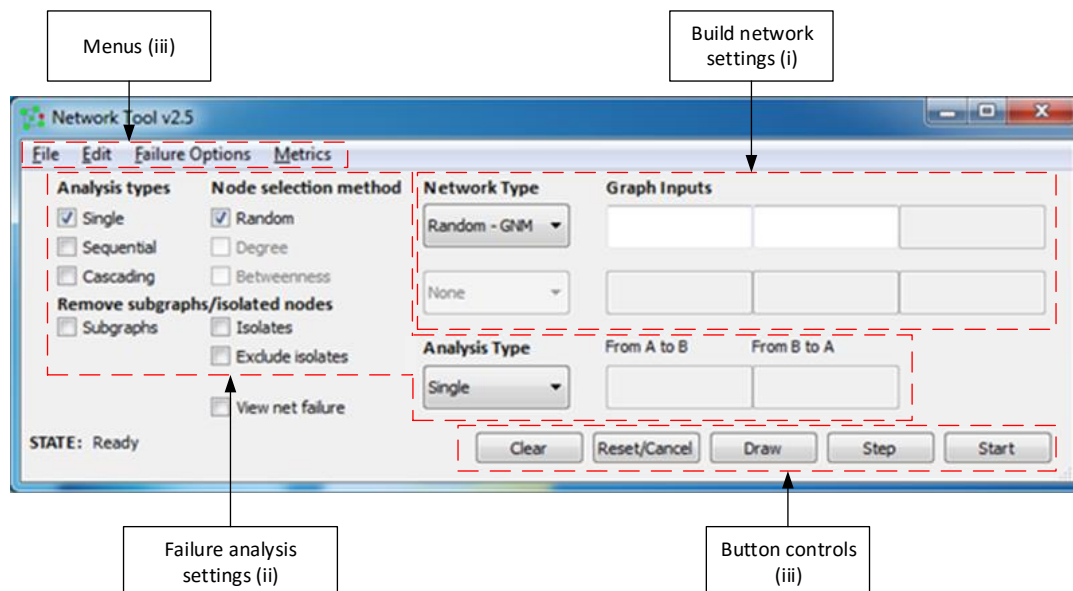 Menus (iii)
Build network
settings (i)
Network Tool v2.5
File Edit Failure Options Metrics
Analysis types Node selection method Network Type Graph Inputs
Single Random Random - GNM
Sequential Degree
Cascading Betweenness None
Remove subgraphs/isolated nodes
Subgraphs Isolates
Exclude isolates
Analysis Type From A to B From B to A
Single
View net failure
STATE: Ready
Clear Reset/Cancel Draw Step Start
Failure analysis
settings (ii)
Button controls
(iii)